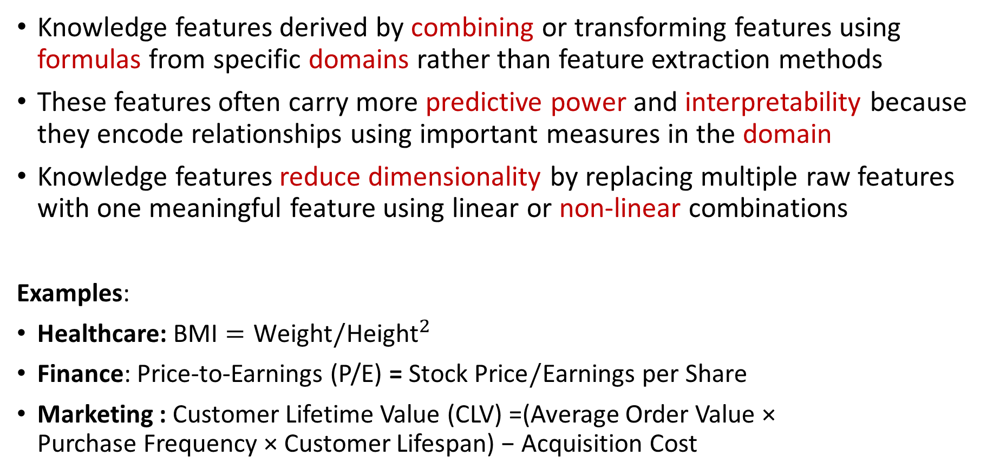 • Knowledge features derived by combining or transforming features using
formulas from specific domains rather than feature extraction methods
• These features often carry more predictive power and interpretability because
they encode relationships using important measures in the domain
• Knowledge features reduce dimensionality by replacing multiple raw features
with one meaningful feature using linear or non-linear combinations
Examples:
• Healthcare: BMI = Weight/Height²
• Finance: Price-to-Earnings (P/E) = Stock Price/Earnings per Share
• Marketing : Customer Lifetime Value (CLV) =(Average Order Value ×
Purchase Frequency × Customer Lifespan) − Acquisition Cost